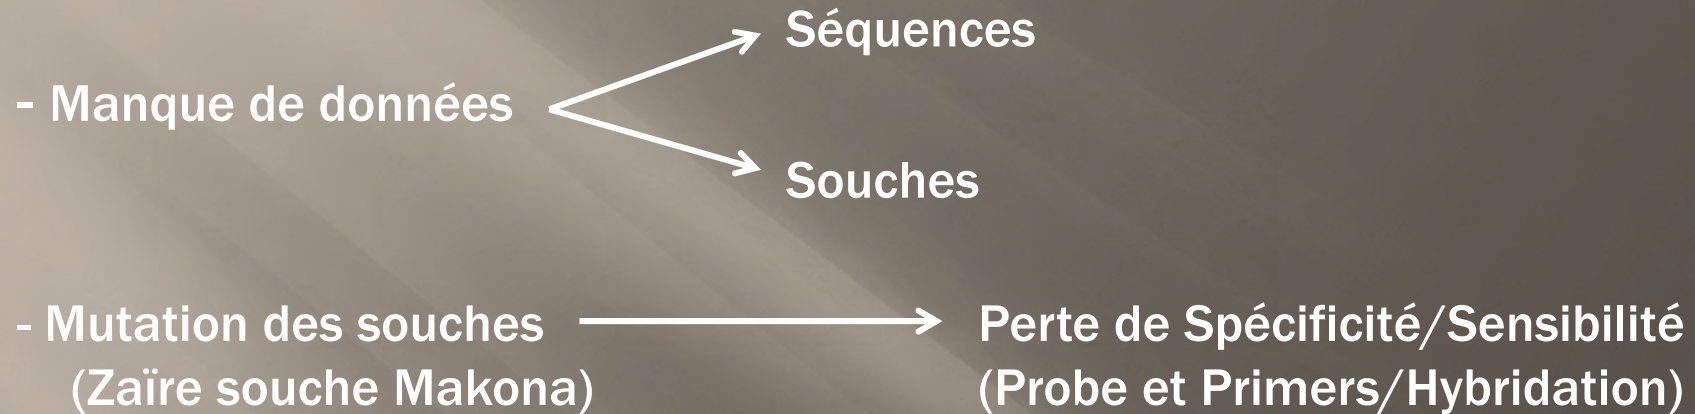 Séquences
- Manque de données
Souches
- Mutation des souches Perte de Spécificité/Sensibilité
(Zaïre souche Makona) (Probe et Primers/Hybridation)